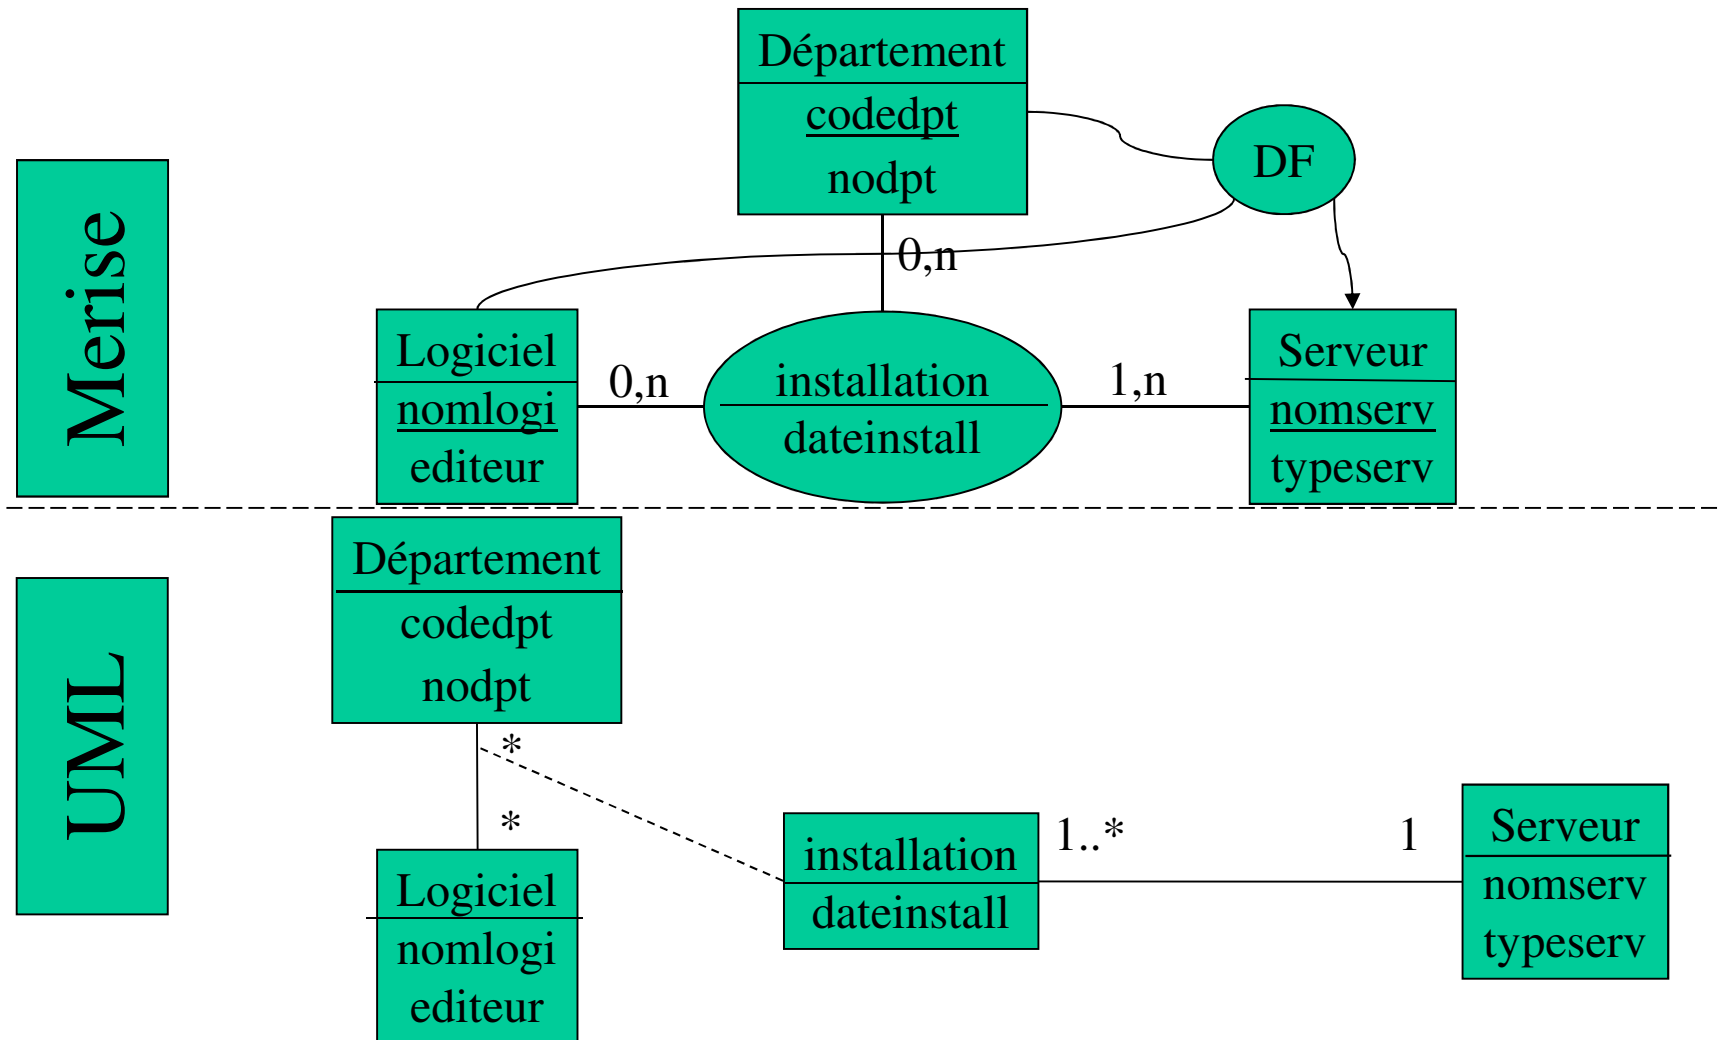 Merise
Département
codedpt
nodpt
DF
0,n
Logiciel
nomlogi
editeur
0,n
installation
dateinstall
1,n
Serveur
nomserv
typeserv
UML
Département
codedpt
nodpt
*
*
Logiciel
nomlogi
editeur
installation
dateinstall
1..*
1
Serveur
nomserv
typeserv